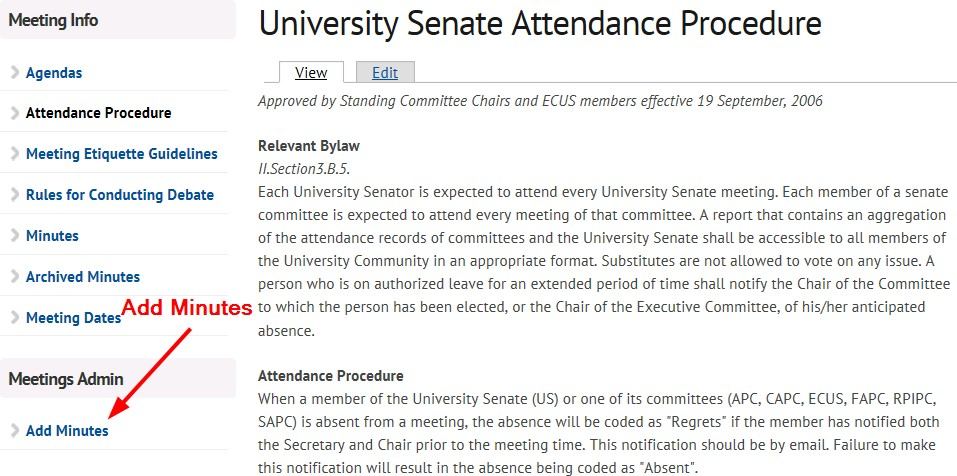 Meeting Info
Agendas
Attendance Procedure
Meeting Etiquette Guidelines
Rules for Conducting Debate
Minutes
Archived Minutes
Meeting Dates
Add Minutes
Meetings Admin
Add Minutes
University Senate Attendance Procedure
View
Edit
Approved by Standing Committee Chairs and ECUS members effective 19 September, 2006
Relevant Bylaw
II.Section3.B.5.
Each University Senator is expected to attend every University Senate meeting. Each member of a senate
committee is expected to attend every meeting of that committee. A report that contains an aggregation
of the attendance records of committees and the University Senate shall be accessible to all members of
the University Community in an appropriate format. Substitutes are not allowed to vote on any issue. A
person who is on authorized leave for an extended period of time shall notify the Chair of the Committee
to which the person has been elected, or the Chair of the Executive Committee, of his/her anticipated
absence.
Attendance Procedure
When a member of the University Senate (US) or one of its committees (APC, CAPC, ECUS, FAPC, RPIPC,
SAPC) is absent from a meeting, the absence will be coded as "Regrets" if the member has notified both
the Secretary and Chair prior to the meeting time. This notification should be by email. Failure to make
this notification will result in the absence being coded as "Absent".